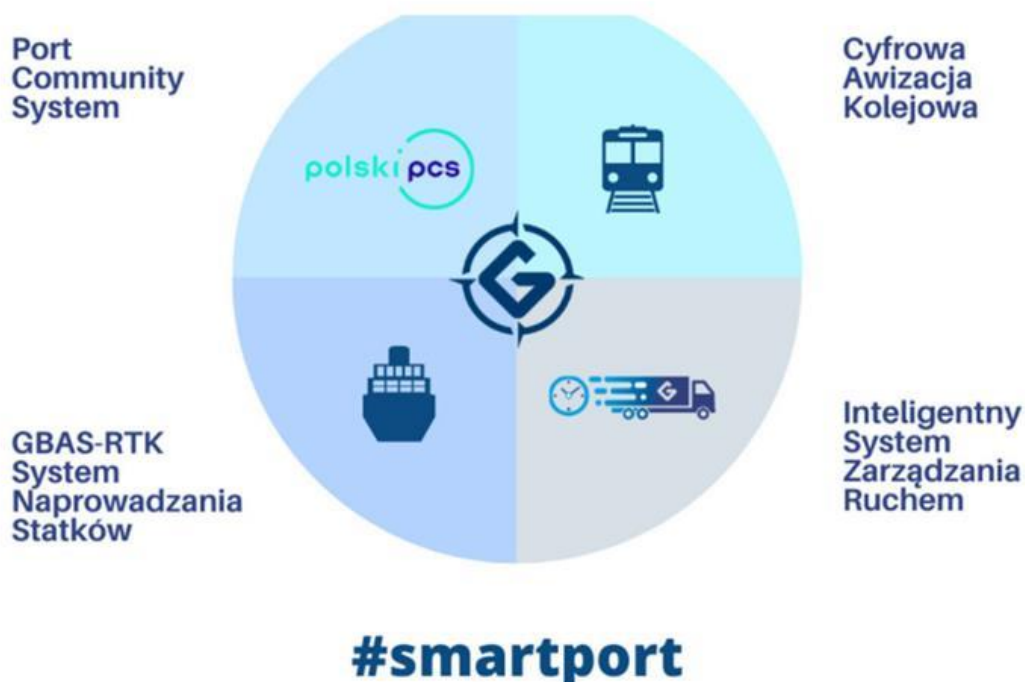 Port
Community
System
Cyfrowa
Awizacja
Kolejowa
polski pcs
G
G
GBAS-RTK
System
Naprowadzania
Statków
Inteligentny
System
Zarządzania
Ruchem
#smartport